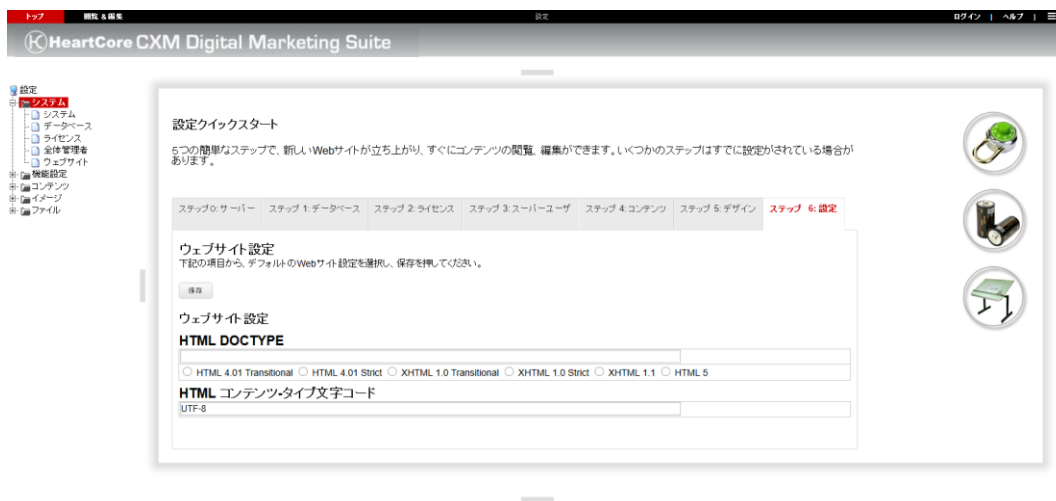 トップ 閲覧 & 編集 設定 ログイン | ヘルプ |
HeartCore CXM Digital Marketing Suite
設定
システム
システム
データベース
ライセンス
全体管理者
ウェブサイト
機能設定
コンテンツ
イメージ
ファイル
設定クイックスタート
5つの簡単なステップで、新しいWebサイトが立ち上がり、すぐにコンテンツの閲覧、編集ができます。いくつかのステップはすでに設定がされている場合が
あります。
ステップ0:サーバー ステップ 1:データベース ステップ 2:ライセンス ステップ 3:スーパーユーザ ステップ 4:コンテンツ ステップ 5:デザイン ステップ 6:設定
ウェブサイト設定
下記の項目から、デフォルトのWebサイト設定を選択し、保存を押してください。
保存
ウェブサイト設定
HTML DOCTYPE
HTML 4.01 Transitional HTML 4.01 Strict XHTML 1.0 Transitional XHTML 1.0 Strict XHTML 1.1 HTML 5
HTML コンテンツ-タイプ文字コード
UTF-8